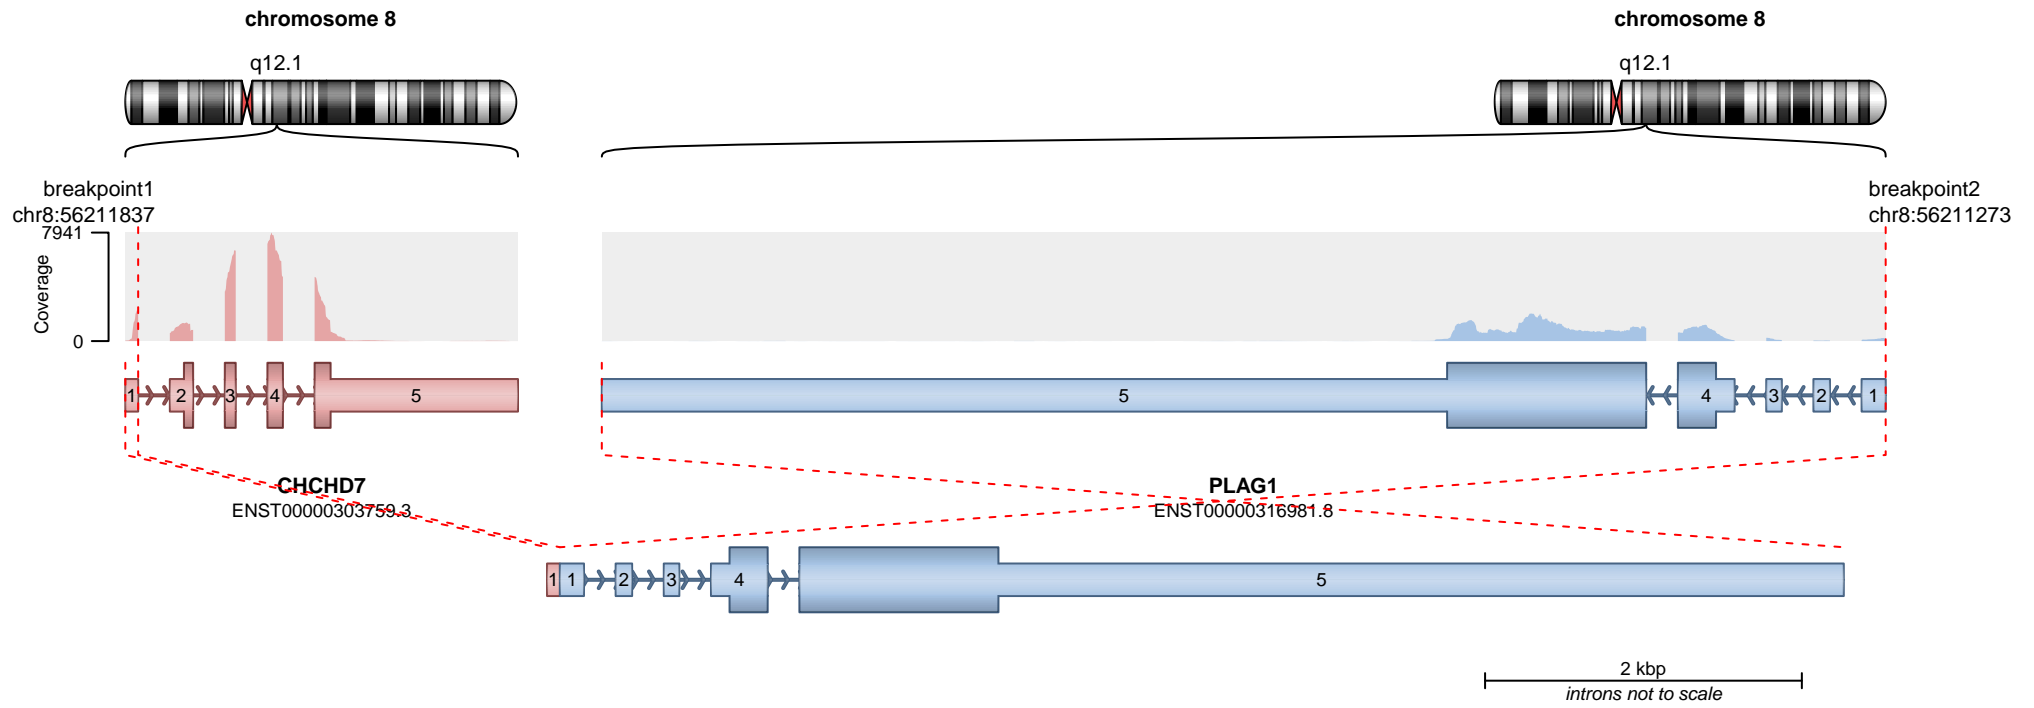 chromosome 8
chromosome 8
q12.1
q12.1
breakpoint1
chr8:56211837
breakpoint2
chr8:56211273
7941
Coverage
0
1 2 3 4 5
5 4 3 2 1
CHCHD7
ENST00000303759.3
PLAG1
ENST00000316981.8
1 1 2 3 4 5
2 kbp
introns not to scale